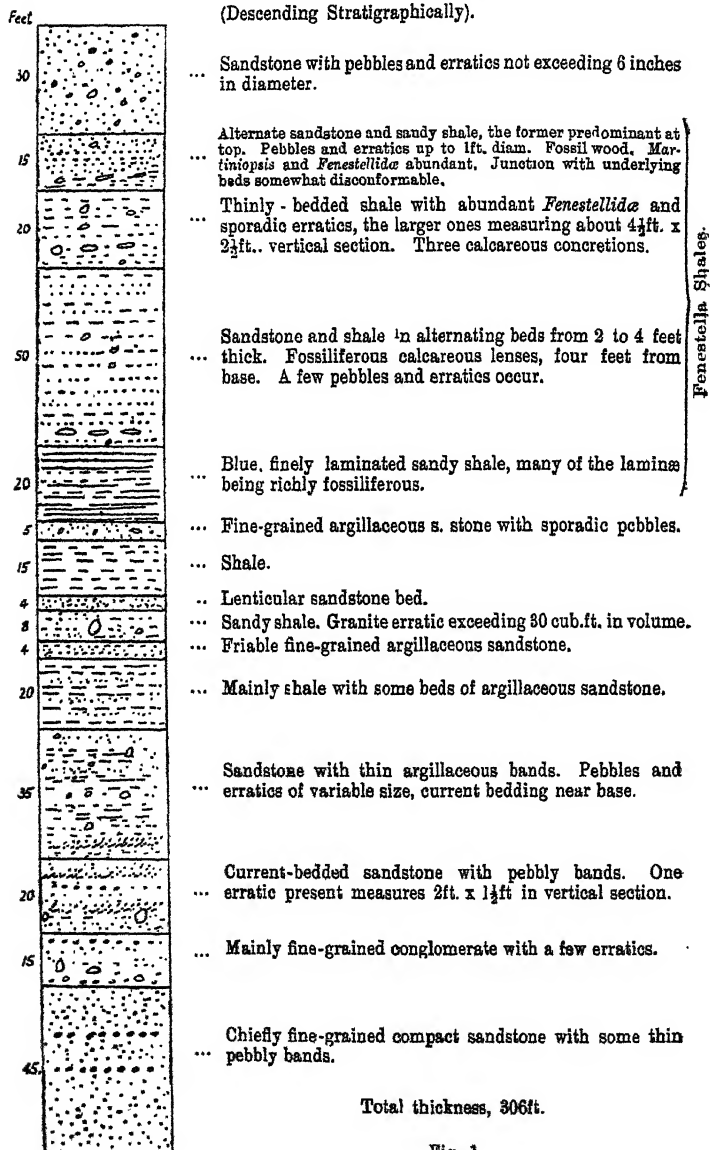 Feet
(Descending Stratigraphically).
30 ... Sandstone with pebbles and erratics not exceeding 6 inches
in diameter.
Alternate sandstone and sandy shale, the former predominant at
top. Pebbles and erratics up to 1ft. diam. Fossil wood. Mar-
15 ... tiniopsis and Fenestellidæ abundant. Junction with underlying
beds somewhat disconformable.
Thinly - bedded shale with abundant Fenestellidæ and
20 ... sporadic erratics, the larger ones measuring about 4½ft. x
2½ft.. vertical section. Three calcareous concretions.
Fenestella Shales.
Sandstone and shale in alternating beds from 2 to 4 feet
50 ... thick. Fossiliferous calcareous lenses, four feet from
base. A few pebbles and erratics occur.
Blue, finely laminated sandy shale, many of the laminæ
20 ... being richly fossiliferous.
5 ... Fine-grained argillaceous s. stone with sporadic pebbles.
15 ... Shale.
4 .. Lenticular sandstone bed.
8 ... Sandy shale. Granite erratic exceeding 30 cub.ft. in volume.
4 ... Friable fine-grained argillaceous sandstone.
20 ... Mainly shale with some beds of argillaceous sandstone.
Sandstone with thin argillaceous bands. Pebbles and
35 ... erratics of variable size, current bedding near base.
Current-bedded sandstone with pebbly bands. One
20 ... erratic present measures 2ft. x 1½ft in vertical section.
15 ... Mainly fine-grained conglomerate with a few erratics.
Chiefly fine-grained compact sandstone with some thin
45. ... pebbly bands.
Total thickness, 306ft.